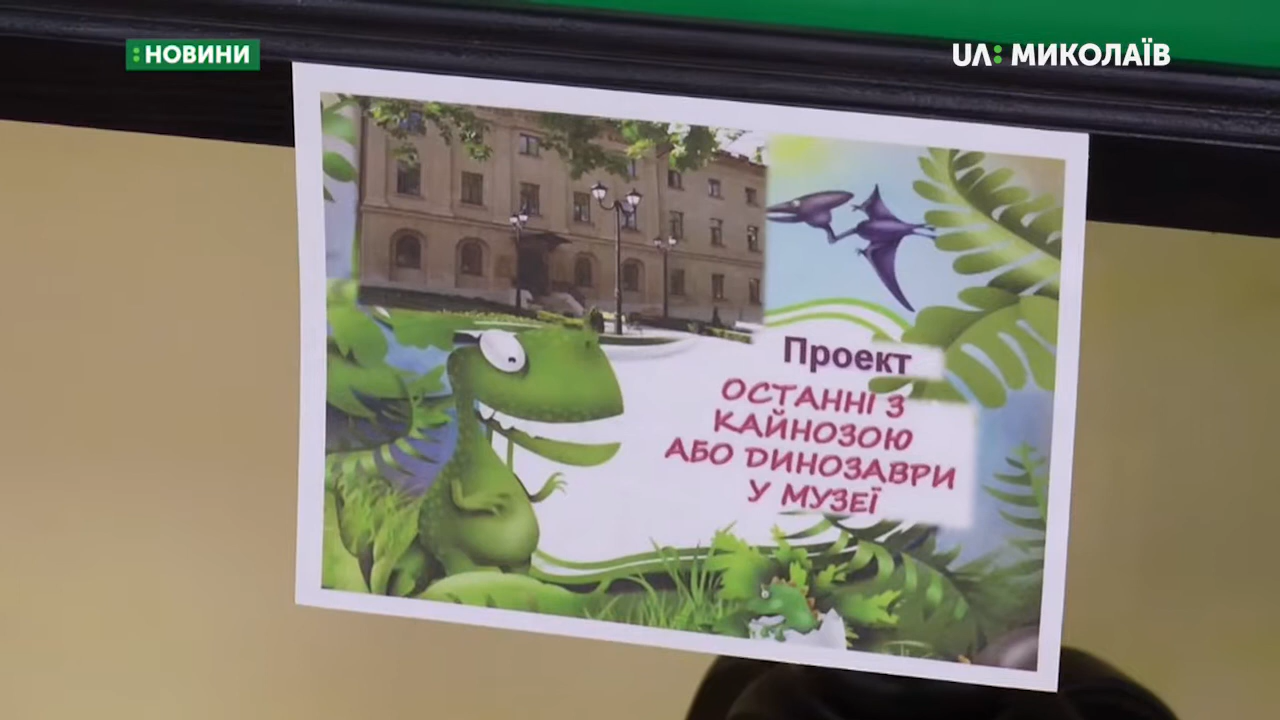 :НОВИНИ
UA: МИКОЛАЇВ
Проект
ОСТАННІ З
КАЙНОЗОЮ
АБО ДИНОЗАВРИ
У МУЗЕЇ